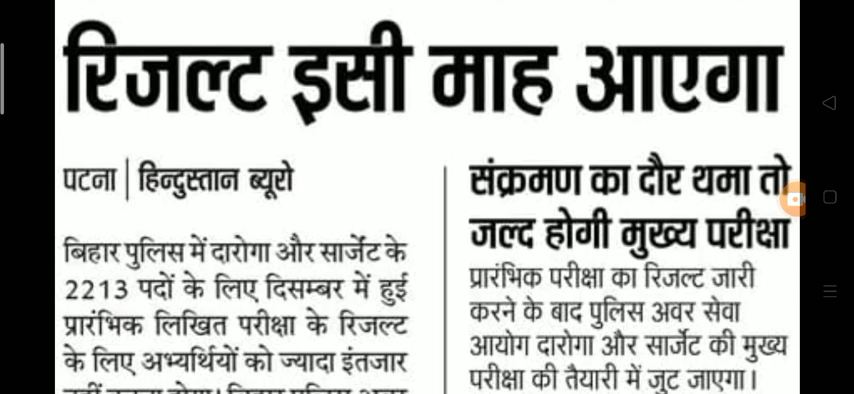 रिजल्ट इसी माह आएगा
पटना | हिन्दुस्तान ब्यूरो
बिहार पुलिस में दारोगा और सार्जेंट के
2213 पदों के लिए दिसम्बर में हुई
प्रारंभिक लिखित परीक्षा के रिजल्ट
के लिए अभ्यर्थियों को ज्यादा इंतजार
संक्रमण का दौर थमा तो
जल्द होगी मुख्य परीक्षा
प्रारंभिक परीक्षा का रिजल्ट जारी
करने के बाद पुलिस अवर सेवा
आयोग दारोगा और सार्जेंट की मुख्य
परीक्षा की तैयारी में जुट जाएगा।